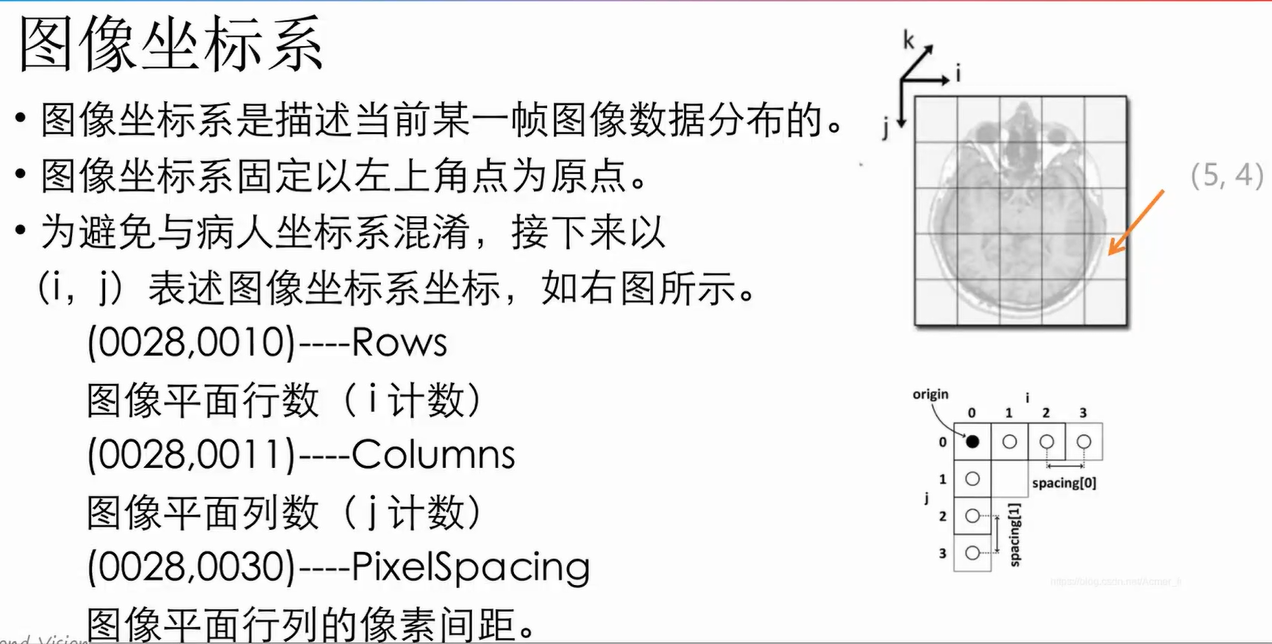 图像坐标系
• 图像坐标系是描述当前某一帧图像数据分布的。
• 图像坐标系固定以左上角点为原点。
• 为避免与病人坐标系混淆，接下来以
（i，j）表述图像坐标系坐标，如右图所示。
(0028,0010)----Rows
图像平面行数（i计数）
(0028,0011)----Columns
图像平面列数（j计数）
(0028,0030)----PixelSpacing
图像平面行列的像素间距。
k
i
j
(5, 4)
origin
i
0 1 2 3
0
1
j
2
3
spacing[0]
spacing[1]